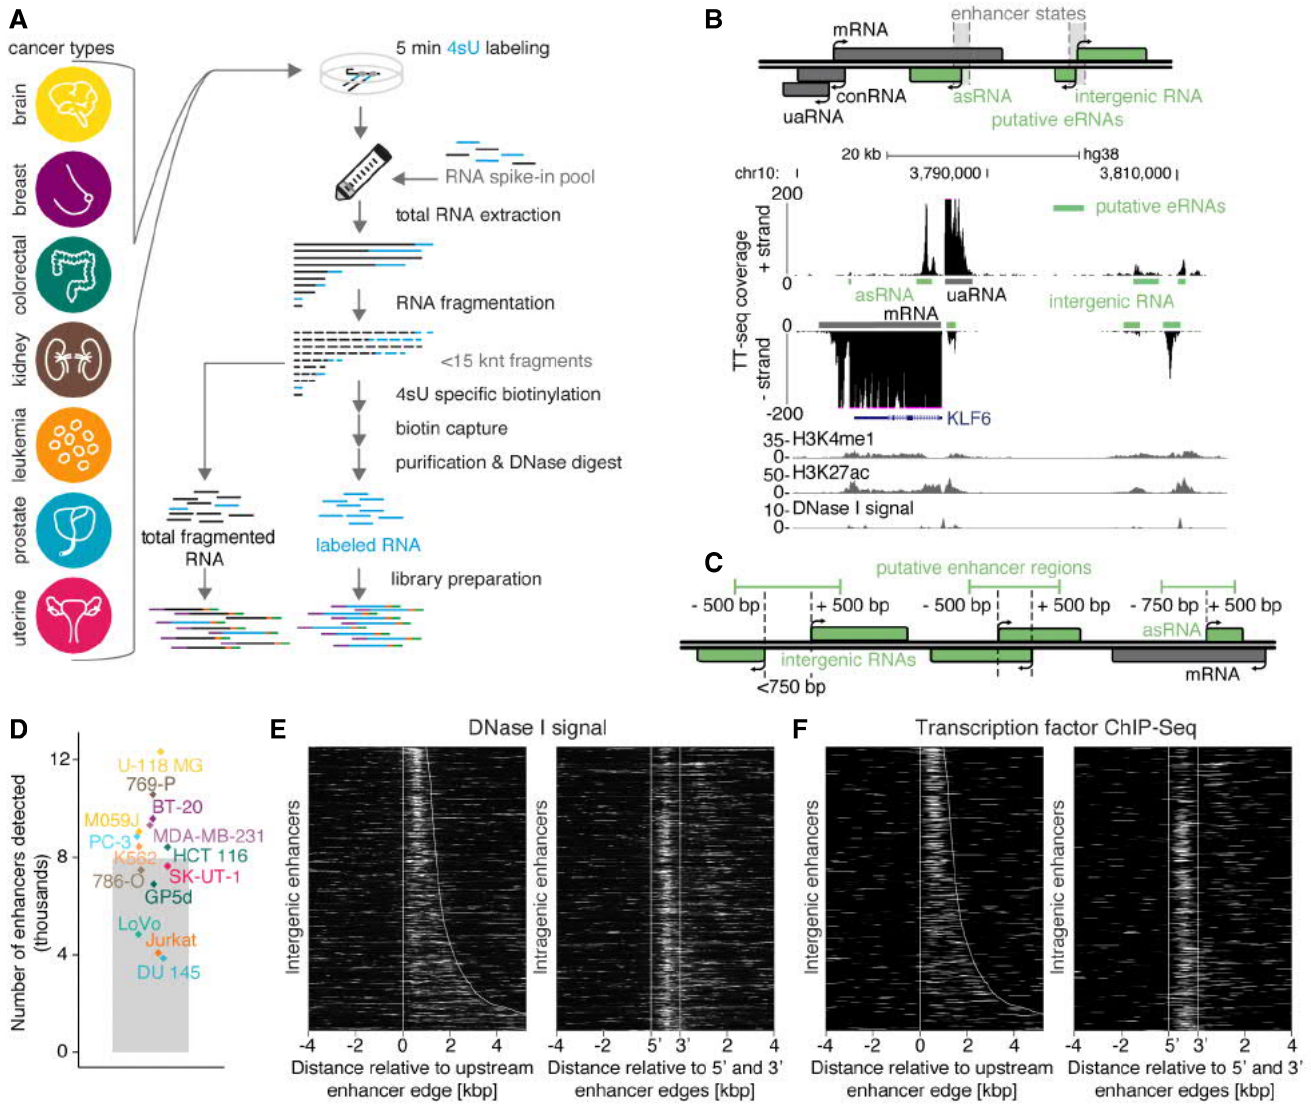 A
cancer types
brain
breast
colorectal
kidney
leukemia
prostate
uterine
5 min 4sU labeling
RNA spike-in pool
total RNA extraction
RNA fragmentation
<15 knt fragments
4sU specific biotinylation
biotin capture
purification & DNase digest
total fragmented
RNA
labeled RNA
library preparation
B
enhancer states
mRNA
conRNA
asRNA
intergenic RNA
uaRNA
putative eRNAs
20 kb
hg38
chr10:
3,790,000
3,810,000
200
putative eRNAs
TT-seq coverage
+ strand
- strand
0
asRNA
uaRNA
intergenic RNA
mRNA
0
-200
KLF6
35-
H3K4me1
0-
50-
H3K27ac
0-
10-
DNase I signal
0-
C
putative enhancer regions
- 500 bp
+ 500 bp
-500 bp
+ 500 bp
- 750 bp
+ 500 bp
asRNA
intergenic RNAs
mRNA
<750 bp
D
Number of enhancers detected
(thousands)
12
8
4
0
U-118 MG
769-P
BT-20
M059J
MDA-MB-231
PC-3
K562
HCT 116
786-O
SK-UT-1
GP5d
LoVo
Jurkat
DU 145
E
DNase I signal
Intergenic enhancers
-4 -2 0 2 4
Distance relative to upstream
enhancer edge [kbp]
Intragenic enhancers
-4 -2 5' 3' 2 4
Distance relative to 5' and 3'
enhancer edges [kbp]
F
Transcription factor ChIP-Seq
Intergenic enhancers
-4 -2 0 2 4
Distance relative to upstream
enhancer edge [kbp]
Intragenic enhancers
-4 -2 5' 3' 2 4
Distance relative to 5' and 3'
enhancer edges [kbp]